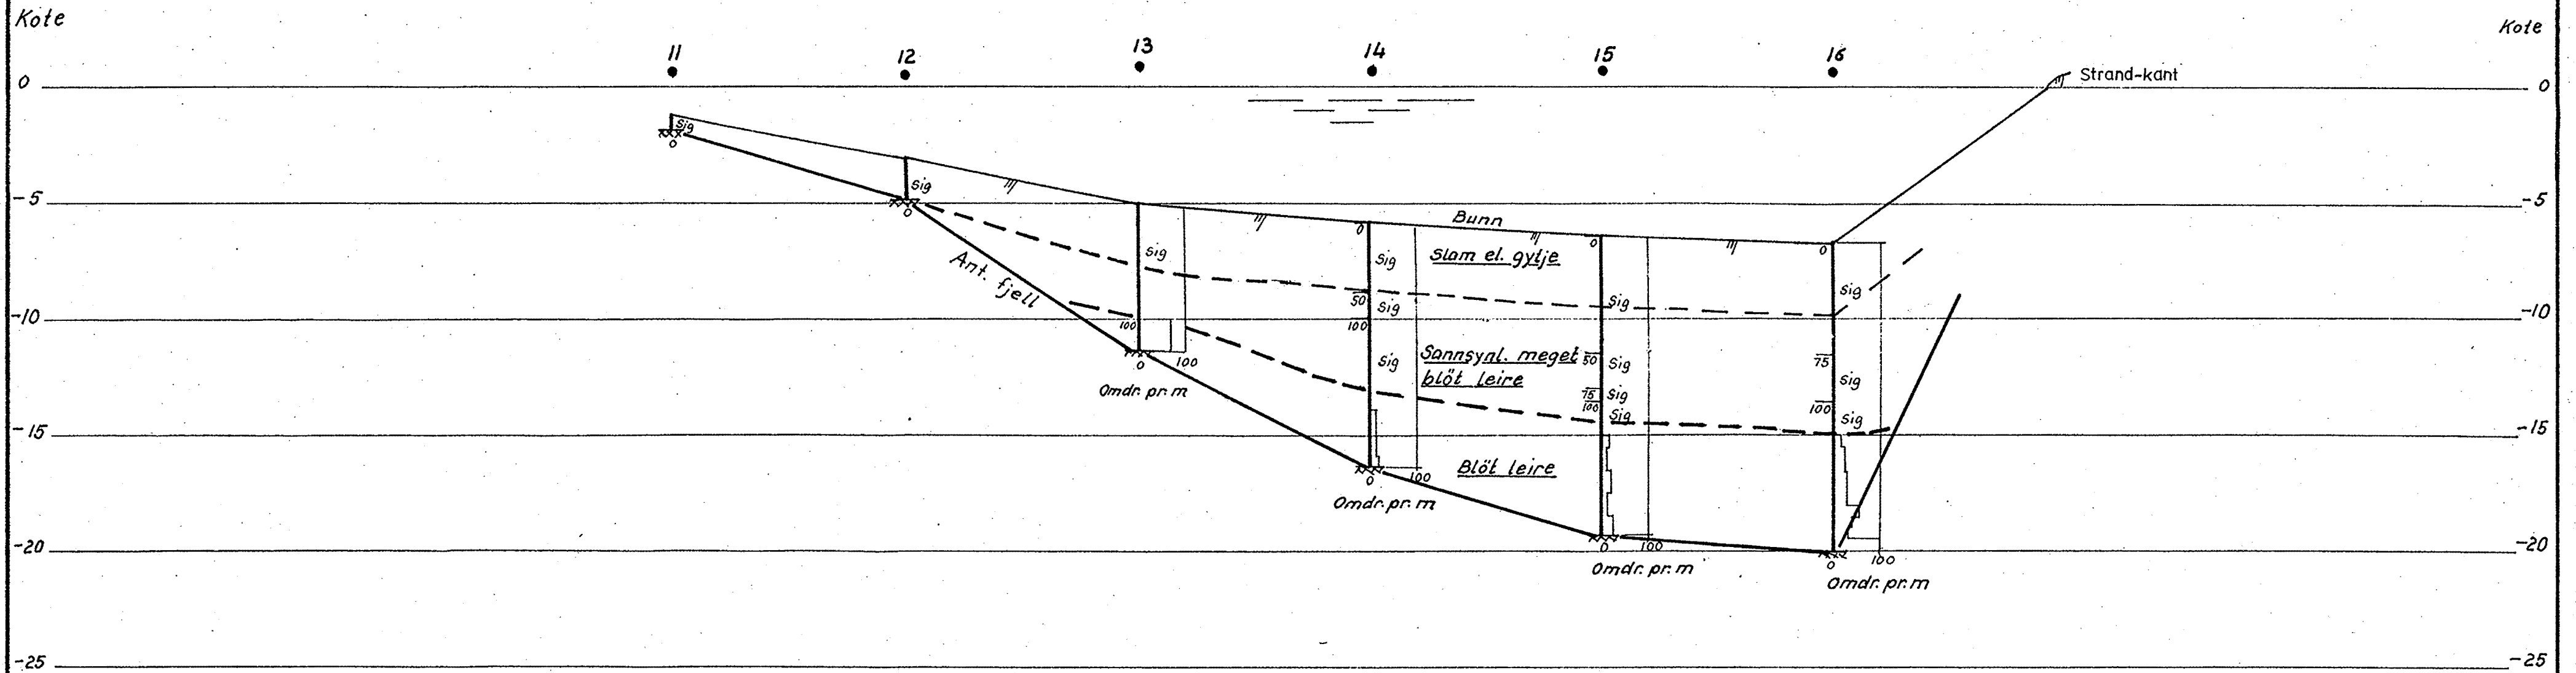 Kote
Kote
11
12
13
14
15
16
0
Strand-kant
0
sig
0
-5
sig
0
-5
Bunn
0
0
0
sig
sig
Slam el. gytje
sig
sig
Ant. fjell
50
sig
-10
100
100
-10
sig
Sannsynl. meget
blöt leire
50
sig
75
sig
0
100
Omdr. pr. m
75
sig
100
sig
100
sig
-15
-15
Blöt leire
0
100
Omdr. pr. m
-20
0
100
-20
Omdr. pr. m
0
100
Omdr. pr. m
-25
-25